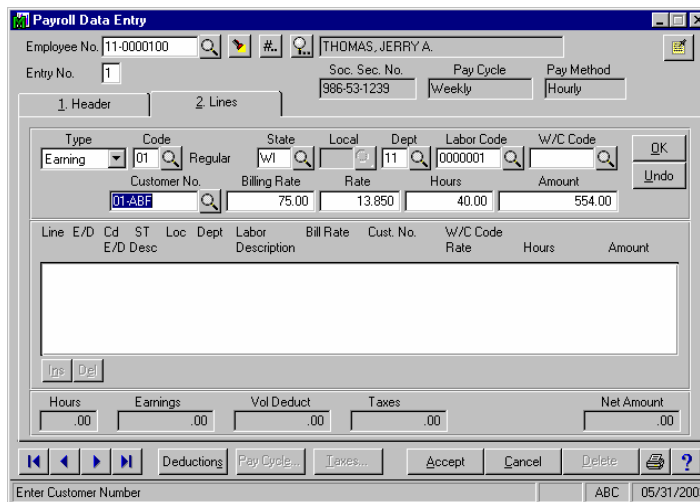 Payroll Data Entry
Employee No. 11-0000100 #.. THOMAS, JERRY A.
Entry No. 1
Soc. Sec. No. Pay Cycle Pay Method
986-53-1239 Weekly Hourly
1. Header 2. Lines
Type Code State Local Dept Labor Code W/C Code
Earning 01 Regular WI 11 0000001 OK
Customer No. Billing Rate Rate Hours Amount Undo
01-ABF 75.00 13.850 40.00 554.00
Line E/D Cd ST Loc Dept Labor Bill Rate Cust. No. W/C Code
E/D Desc Description Rate Hours Amount
Ins Del
Hours Earnings Vol Deduct Taxes Net Amount
.00 .00 .00 .00 .00
Deductions Pay Cycle... Taxes... Accept Cancel Delete ?
Enter Customer Number ABC 05/31/200